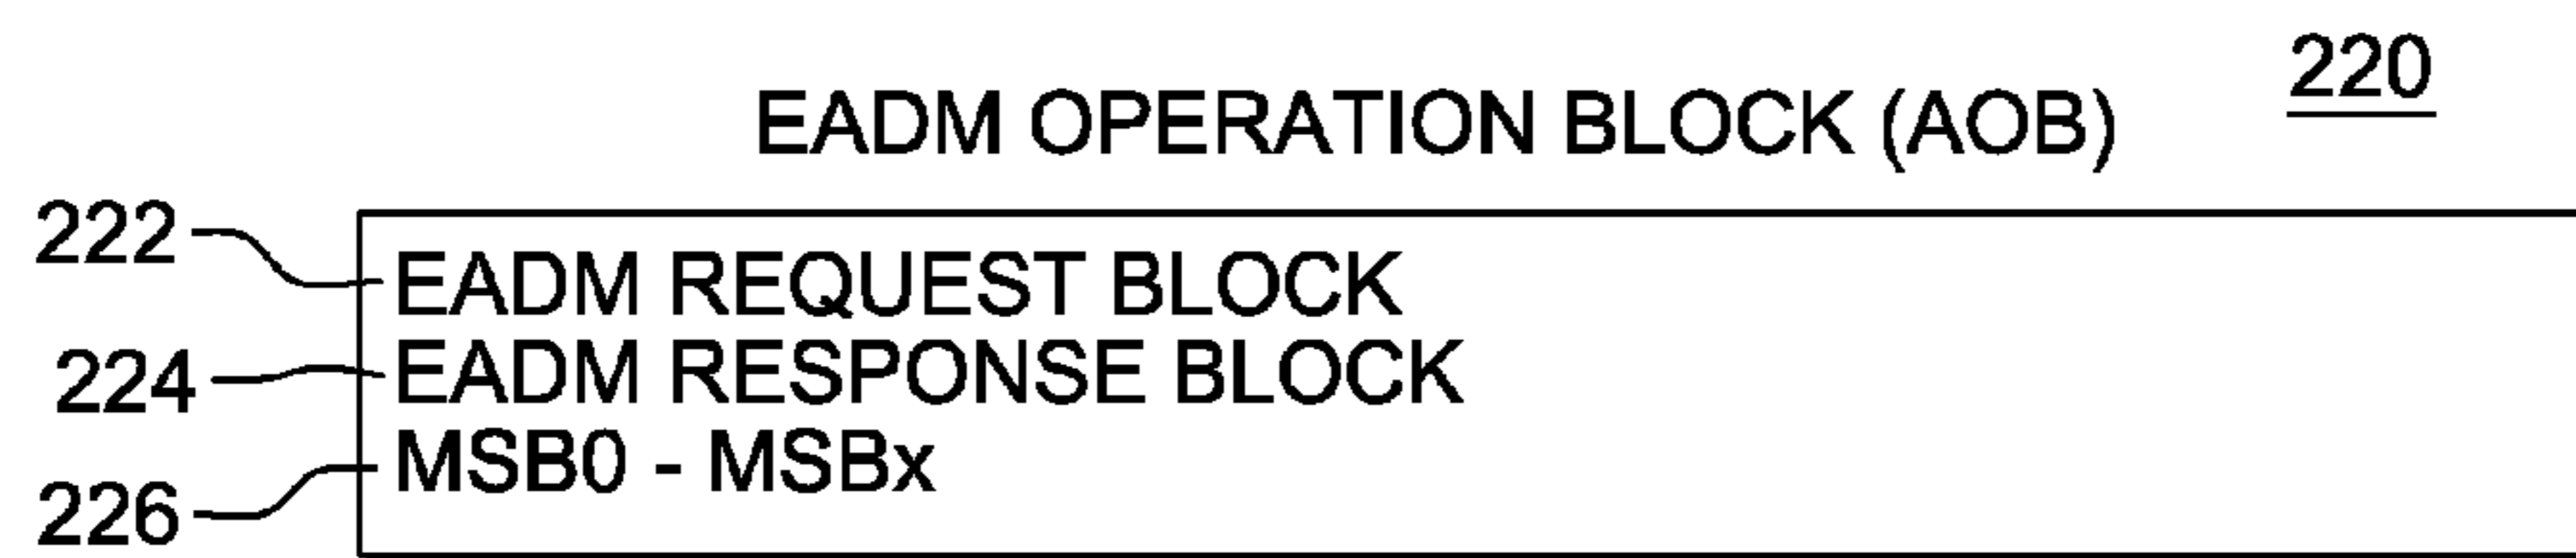 220
EADM OPERATION BLOCK (AOB)
222 EADM REQUEST BLOCK
224 EADM RESPONSE BLOCK
226 MSB0 - MSBx